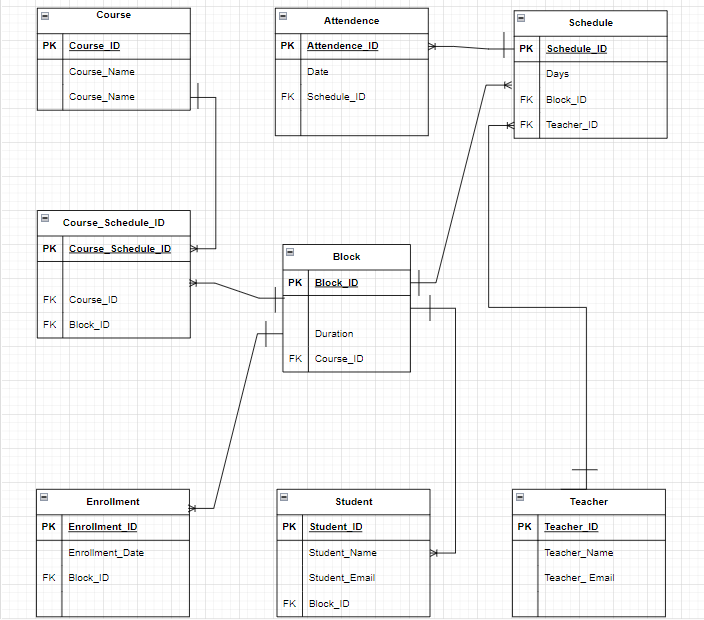 Course
PK Course_ID
Course_Name
Course_Name
Attendence
PK Attendence_ID
Date
FK Schedule_ID
Schedule
PK Schedule_ID
Days
FK Block_ID
FK Teacher_ID
Course_Schedule_ID
PK Course_Schedule_ID
FK Course_ID
FK Block_ID
Block
PK Block_ID
Duration
FK Course_ID
Enrollment
PK Enrollment_ID
Enrollment_Date
FK Block_ID
Student
PK Student_ID
Student_Name
Student_Email
FK Block_ID
Teacher
PK Teacher_ID
Teacher_Name
Teacher_ Email